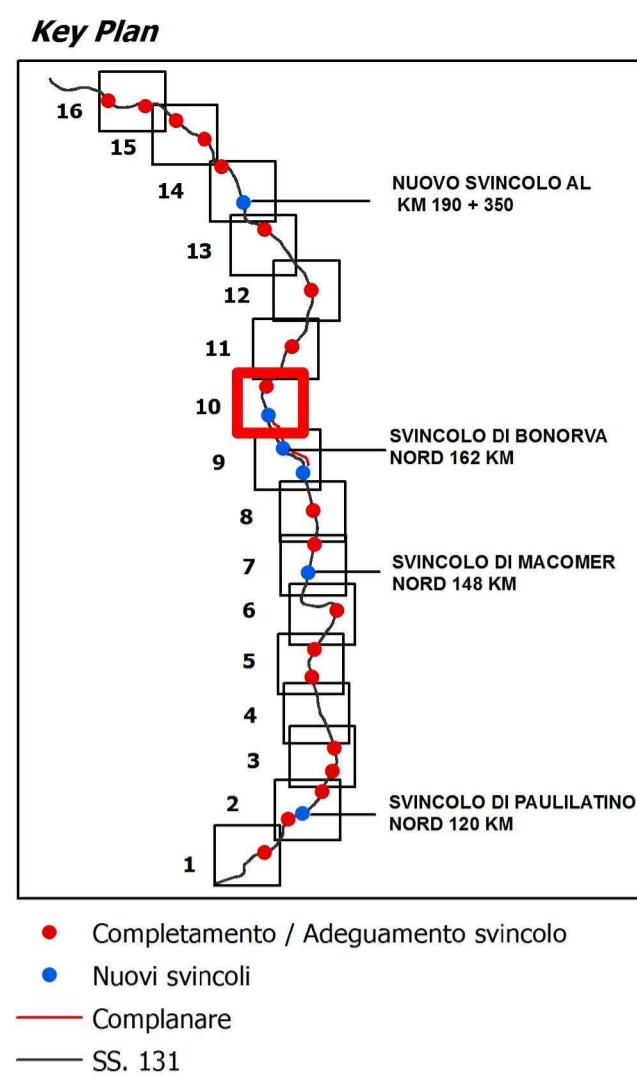 Key Plan
16
15
14
NUOVO SVINCOLO AL
KM 190 + 350
13
12
11
10
SVINCOLO DI BONORVA
NORD 162 KM
9
8
7
SVINCOLO DI MACOMER
NORD 148 KM
6
5
4
3
2
SVINCOLO DI PAULILATINO
NORD 120 KM
1
Completamento / Adeguamento svincolo
Nuovi svincoli
Complanare
SS. 131